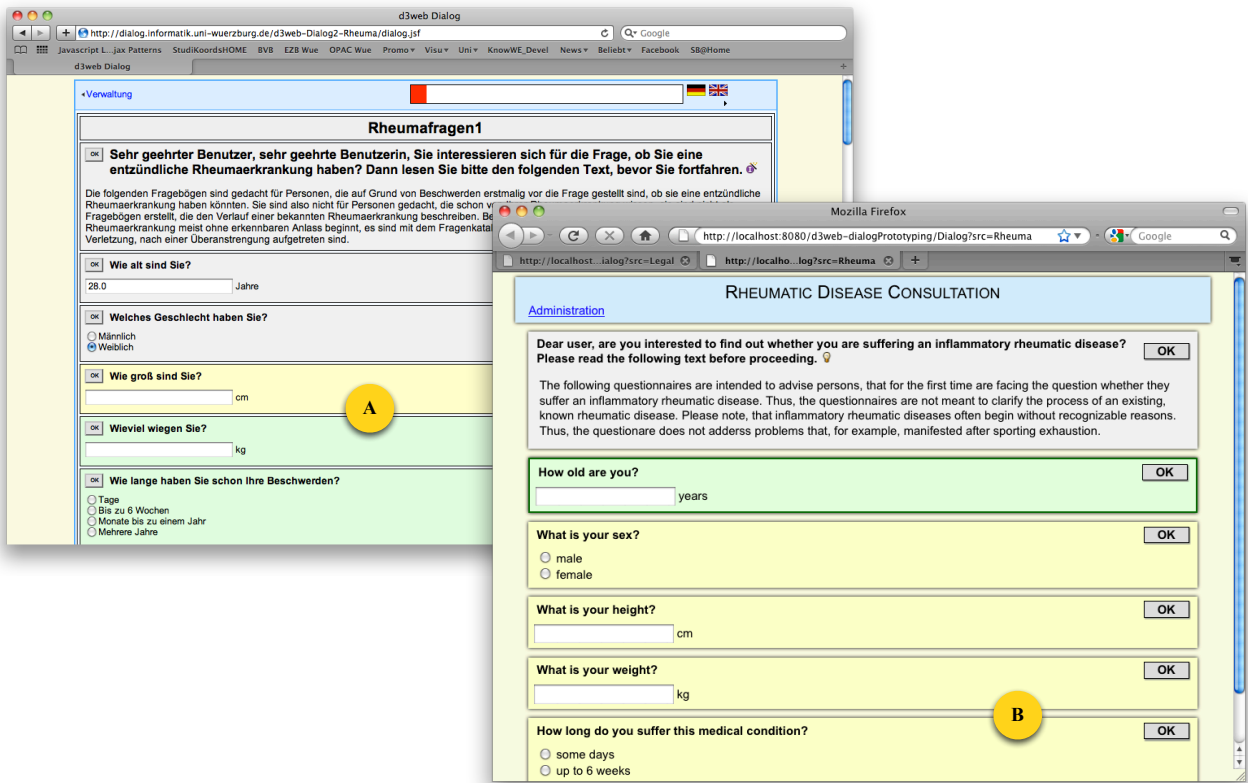 d3web Dialog
http://dialog.informatik.uni-wuerzburg.de/d3web-Dialog2-Rheuma/dialog.jsf
Google
Javascript L...jax Patterns StudiKoordsHOME BVB EZB Wue OPAC Wue Promo Visu Uni KnowWE_Devel News Beliebt Facebook SB@Home
d3web Dialog
Verwaltung
Rheumafragen1
OK Sehr geehrter Benutzer, sehr geehrte Benutzerin, Sie interessieren sich für die Frage, ob Sie eine
entzündliche Rheumaerkrankung haben? Dann lesen Sie bitte den folgenden Text, bevor Sie fortfahren.
Die folgenden Fragebögen sind gedacht für Personen, die auf Grund von Beschwerden erstmalig vor die Frage gestellt sind, ob sie eine entzündliche
Rheumaerkrankung haben könnten. Sie sind also nicht für Personen gedacht, die schon
Fragebögen erstellt, die den Verlauf einer bekannten Rheumaerkrankung beschreiben.
Rheumaerkrankung meist ohne erkennbaren Anlass beginnt, es sind mit dem
Verletzung, nach einer Überanstrengung aufgetreten sind.
OK Wie alt sind Sie?
28.0 Jahre
OK Welches Geschlecht haben Sie?
Männlich
Weiblich
OK Wie groß sind Sie?
cm
A
OK Wieviel wiegen Sie?
kg
OK Wie lange haben Sie schon Ihre Beschwerden?
Tage
Bis zu 6 Wochen
Monate bis zu einem Jahr
Mehrere Jahre
Mozilla Firefox
http://localhost:8080/d3web-dialogPrototyping/Dialog?src=Rheuma
Google
http://localhost...ialog?src=Legal
http://localho...log?src=Rheuma
RHEUMATIC DISEASE CONSULTATION
Administration
Dear user, are you interested to find out whether you are suffering an inflammatory rheumatic disease?
Please read the following text before proceeding.
OK
The following questionnaires are intended to advise persons, that for the first time are facing the question whether they
suffer an inflammatory rheumatic disease. Thus, the questionnaires are not meant to clarify the process of an existing,
known rheumatic disease. Please note, that inflammatory rheumatic diseases often begin without recognizable reasons.
Thus, the questionare does not adderss problems that, for example, manifested after sporting exhaustion.
How old are you? OK
years
What is your sex? OK
male
female
What is your height? OK
cm
What is your weight? OK
kg
B
How long do you suffer this medical condition? OK
some days
up to 6 weeks